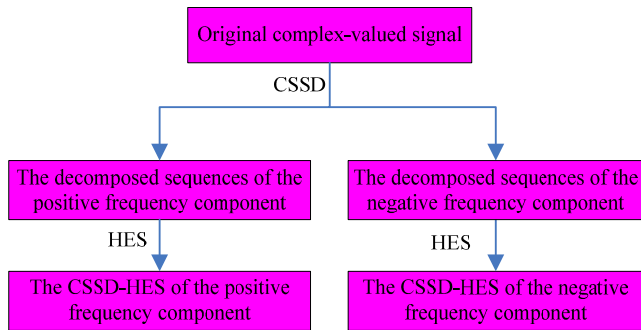 Original complex-valued signal
CSSD
The decomposed sequences of the
positive frequency component
The decomposed sequences of the
negative frequency component
HES
HES
The CSSD-HES of the positive
frequency component
The CSSD-HES of the negative
frequency component